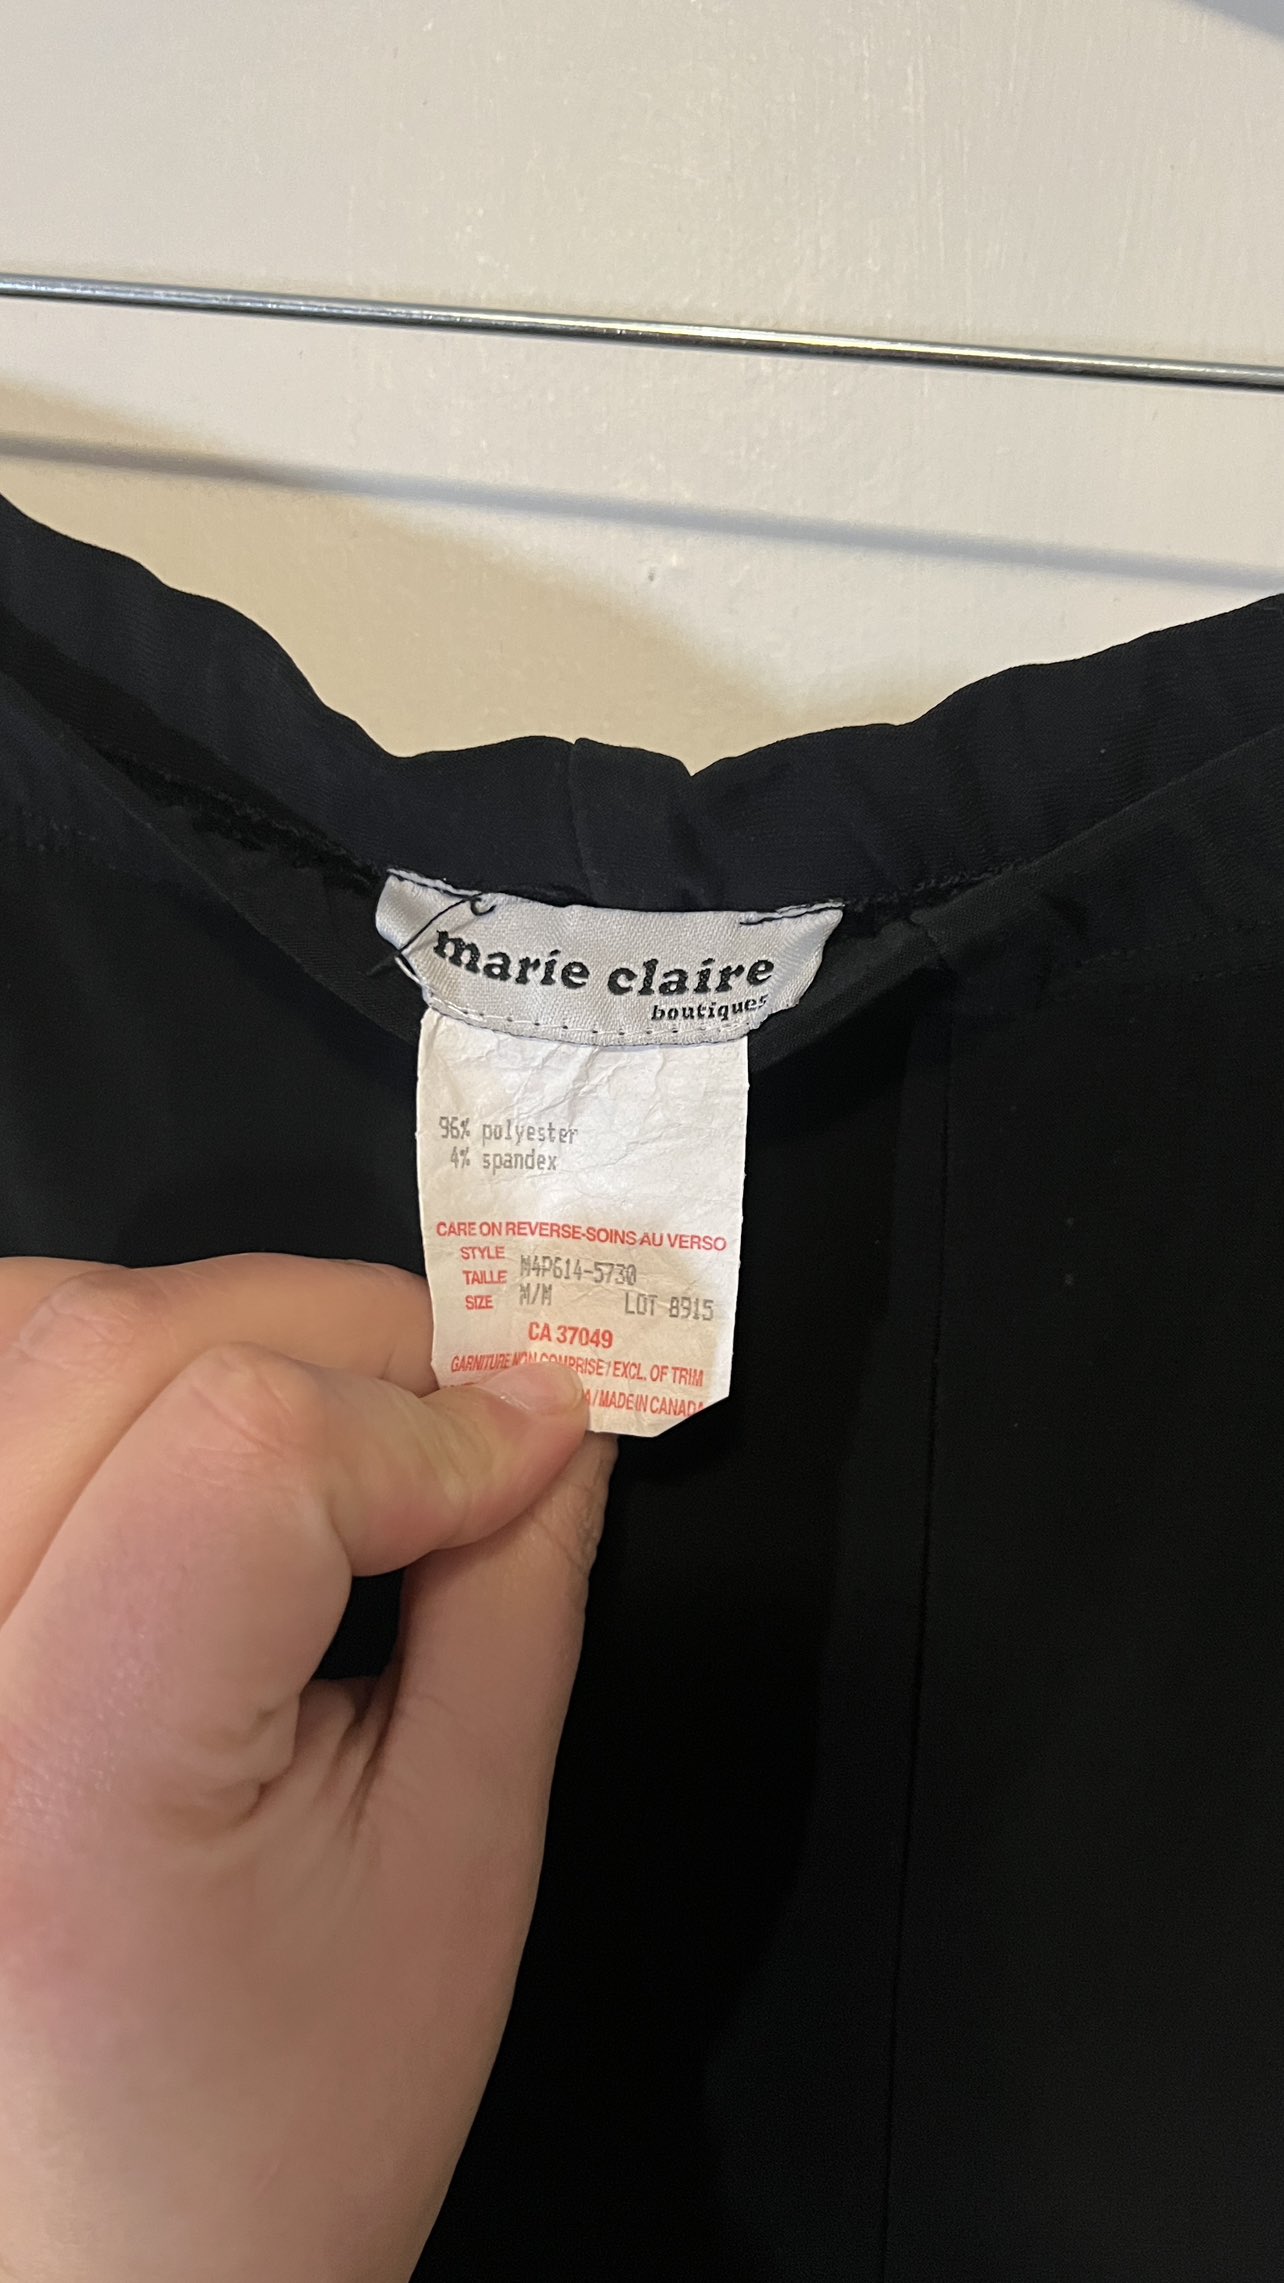 marie claire
boutiques
96% polyester
4% spandex
CARE ON REVERSE-SOINS AU VERSO
STYLE M4P614-5730
TAILLE
SIZE M/M LOT 8915
CA 37049
GARNITURE NON COMPRISE / EXCL. OF TRIM
/ MADE IN CANADA